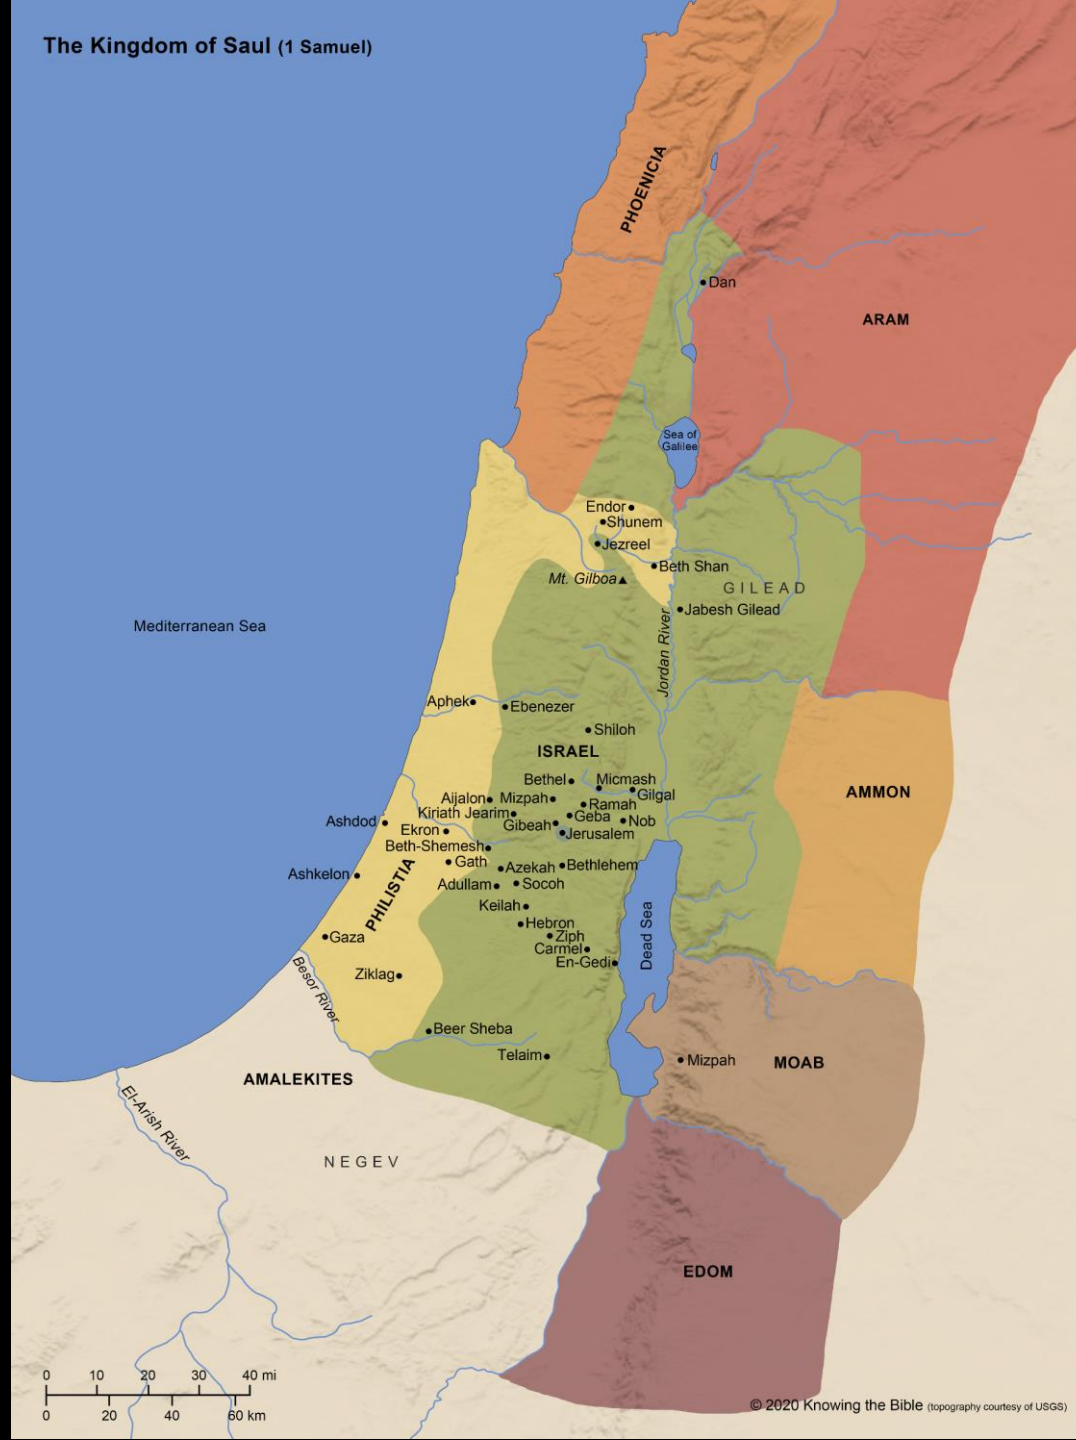 The Kingdom of Saul (1 Samuel)
PHOENICIA
Dan
ARAM
Sea of
Galilee
Endor
Shunem
Jezreel
Beth Shan
Mt. Gilboa
GILEAD
Jabesh Gilead
Mediterranean Sea
Jordan River
Aphek
Ebenezer
Shiloh
ISRAEL
Bethel
Micmash
AMMON
Aijalon
Mizpah
Gilgal
Ramah
Kiriath Jearim
Geba
Nob
Ashdod
Gibeah
Ekron
Jerusalem
Beth-Shemesh
Gath
Azekah
Bethlehem
Ashkelon
Adullam
Socoh
PHILISTIA
Keilah
Hebron
Dead Sea
Gaza
Ziph
Carmel
En-Gedi
Ziklag
Besor River
Beer Sheba
Telaim
Mizpah
MOAB
AMALEKITES
El-Arish River
NEGEV
EDOM
0 10 20 30 40 mi
0 20 40 60 km
© 2020 Knowing the Bible (topography courtesy of USGS)